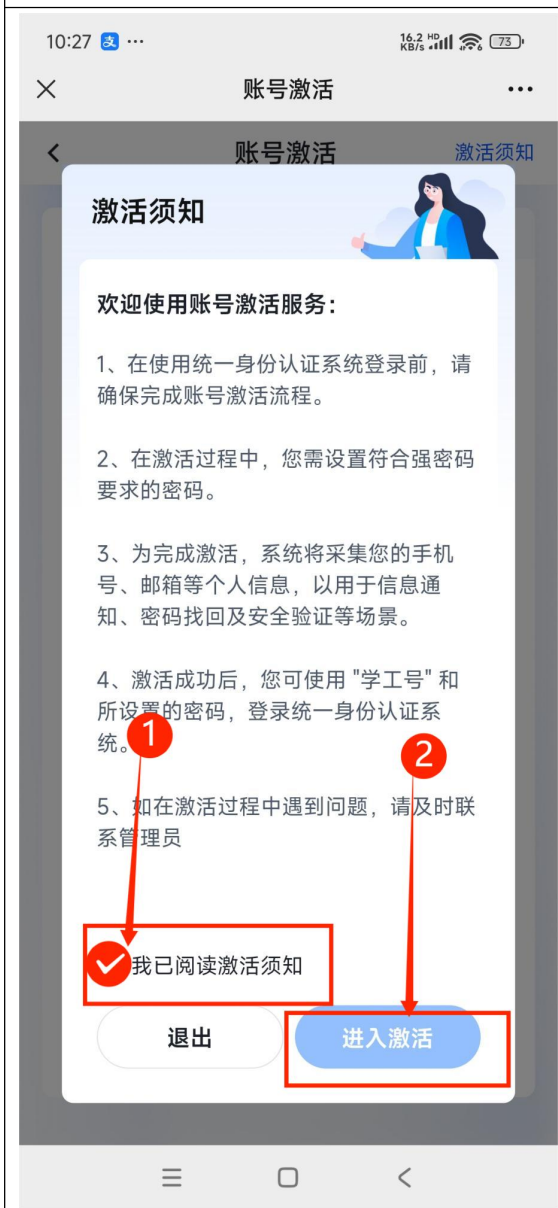 10:27 支 ···
16.2 KB/s HD 6 73
账号激活
账号激活
激活须知
激活须知
欢迎使用账号激活服务：
1、在使用统一身份认证系统登录前，请
确保完成账号激活流程。
2、在激活过程中，您需设置符合强密码
要求的密码。
3、为完成激活，系统将采集您的手机
号、邮箱等个人信息，以用于信息通
知、密码找回及安全验证等场景。
4、激活成功后，您可使用 "学工号" 和
所设置的密码，登录统一身份认证系
统。
1
2
5、如在激活过程中遇到问题，请及时联
系管理员
我已阅读激活须知
退出
进入激活